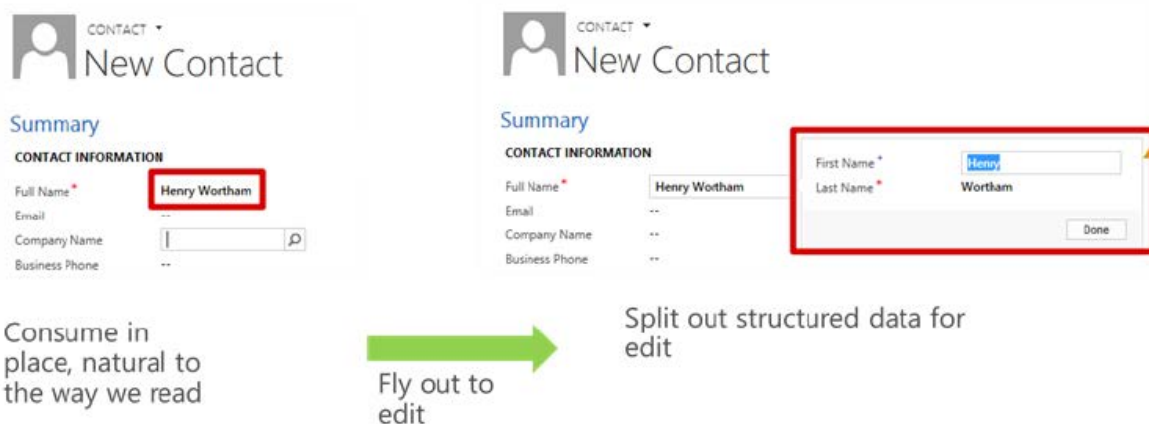 CONTACT
New Contact
Summary
CONTACT INFORMATION
Full Name* Henry Wortham
Email --
Company Name
Business Phone --
CONTACT
New Contact
Summary
CONTACT INFORMATION
Full Name* Henry Wortham
Email --
Company Name --
Business Phone --
First Name* Henry
Last Name* Wortham
Done
Consume in
place, natural to
the way we read
Fly out to
edit
Split out structured data for
edit